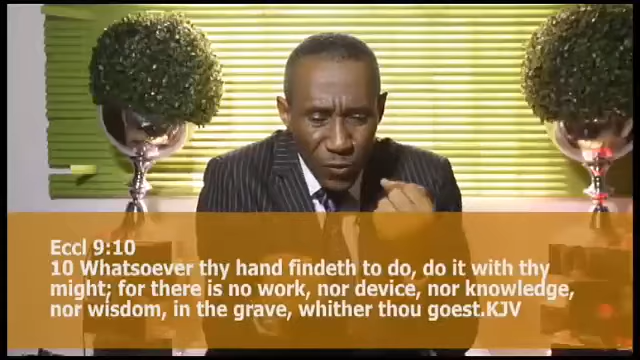 Eccl 9:10
10 Whatsoever thy hand findeth to do, do it with thy
might; for there is no work, nor device, nor knowledge,
nor wisdom, in the grave, whither thou goest.KJV